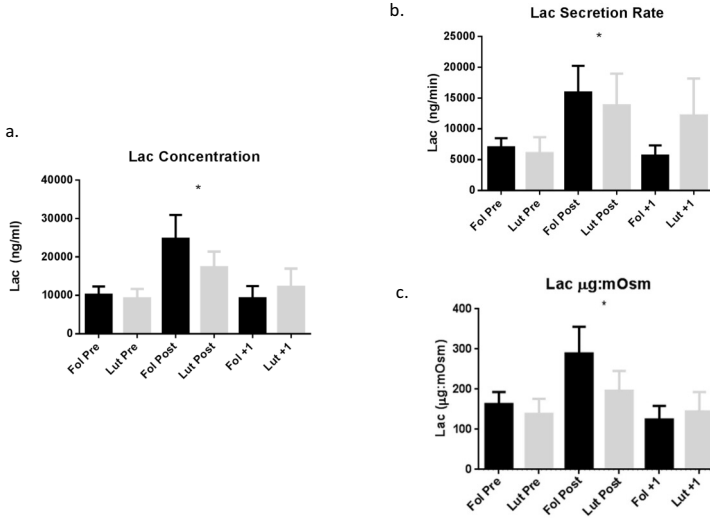 a.
Lac Concentration
*
Lac (ng/ml)
40000
30000
20000
10000
0
Fol Pre
Lut Pre
Fol Post
Lut Post
Fol +1
Lut +1
b.
Lac Secretion Rate
*
Lac (ng/min)
25000
20000
15000
10000
5000
0
Fol Pre
Lut Pre
Fol Post
Lut Post
Fol +1
Lut +1
c.
Lac μg:mOsm
*
Lac (μg:mOsm)
400
300
200
100
0
Fol Pre
Lut Pre
Fol Post
Lut Post
Fol +1
Lut +1